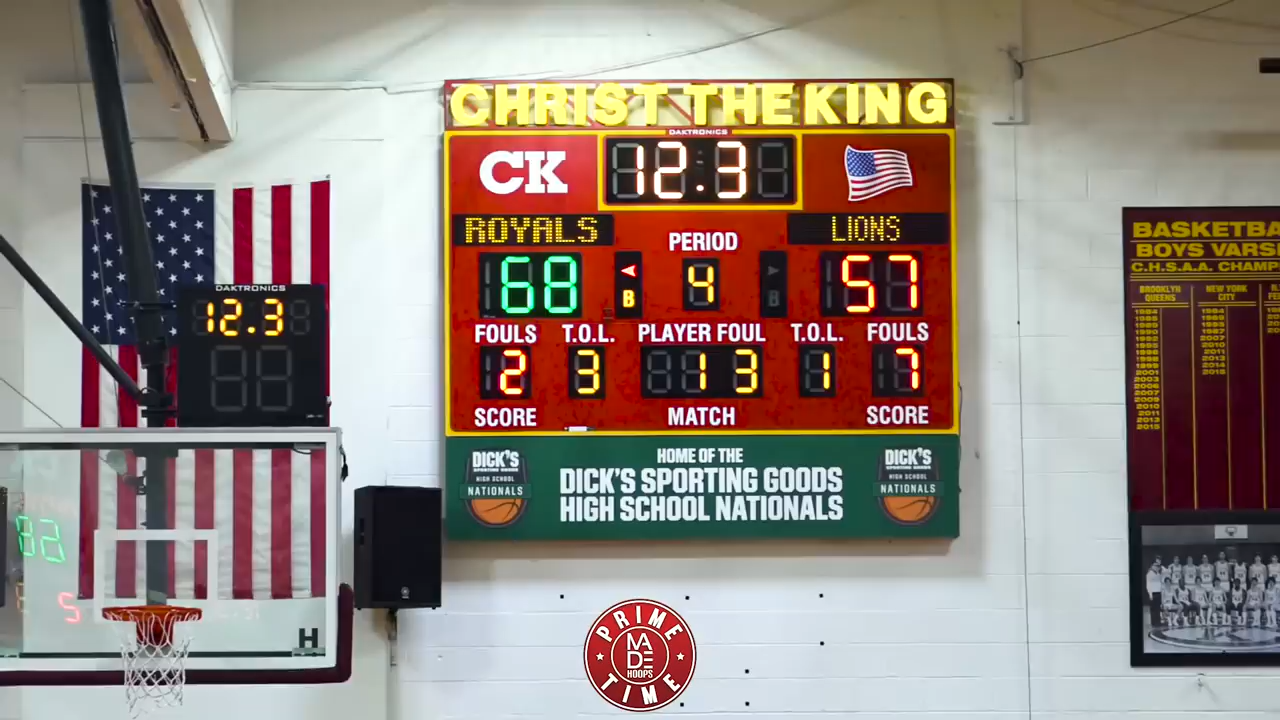 CHRIST THE KING
DAKTRONICS
CK
12.3
ROYALS
LIONS
PERIOD
68
B
4
B
57
FOULS
T.O.L.
PLAYER FOUL
T.O.L.
FOULS
2
3
1 3
1
7
SCORE
MATCH
SCORE
DICK'S
SPORTING GOODS
HIGH SCHOOL
NATIONALS
HOME OF THE
DICK'S SPORTING GOODS
HIGH SCHOOL NATIONALS
DICK'S
SPORTING GOODS
HIGH SCHOOL
NATIONALS
DAKTRONICS
12.3
H
BASKETBA
BOYS VARS
C.H.S.A.A. CHAMP
BROOKLYN
QUEENS
NEW YORK
CITY
PRIME
MADE
HOOPS
TIME